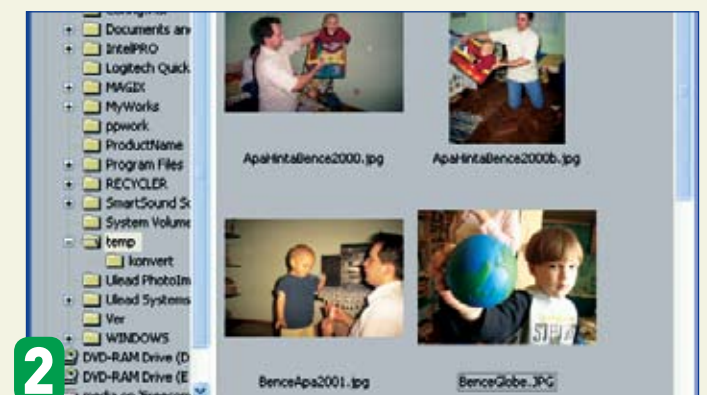 Documents an
IntelPRO
Logitech Quick
MAGIX
MyWorks
ppwork
ProductName
Program Files
RECYCLER
SmartSound Sc
System Volume
temp
konvert
Ulead PhotoIm
Ulead Systems
Ver
WINDOWS
DVD-RAM Drive (D
DVD-RAM Drive (E
ApaHintaBence2000.jpg
ApaHintaBence2000b.jpg
BenceApa2001.jpg
BenceGlobe.JPG
2